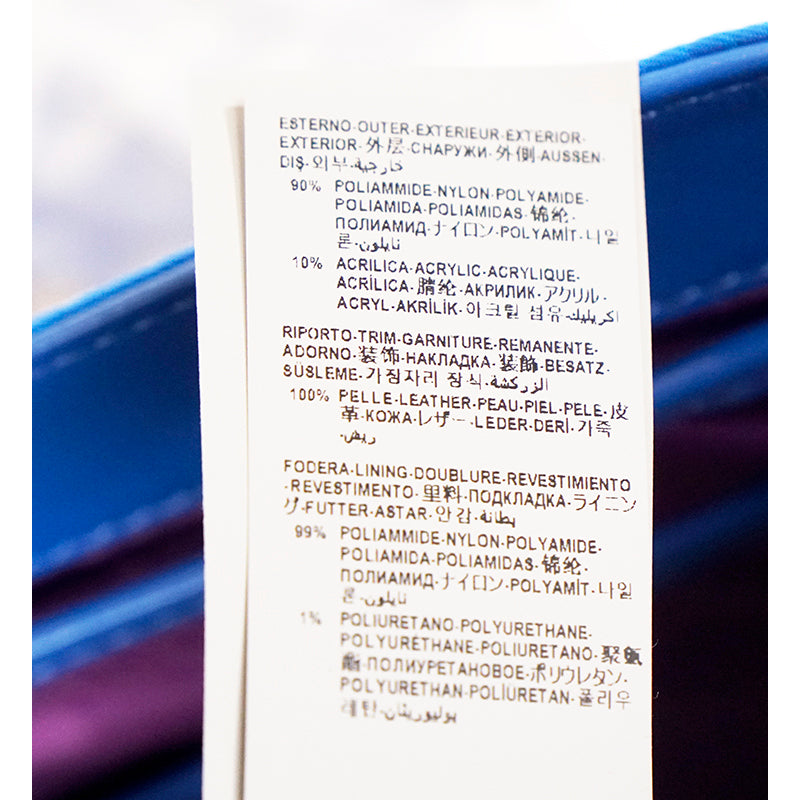 ESTERNO-OUTER-EXTERIEUR-EXTERIOR-
EXTERIOR-外层-СНАРУЖИ-外側-AUSSEN-
DIŞ-외부-خارجية
90% POLIAMMIDE-NYLON-POLYAMIDE-
POLIAMIDA-POLIAMIDAS-锦纶-
ПОЛИАМИД-ナイロン-POLYAMİT-나일
론-نايلون
10% ACRILICA-ACRYLIC-ACRYLIQUE-
ACRÍLICA-腈纶-АКРИЛИК-アクリル-
ACRYL-AKRİLİK-아크릴 섬유-اكريليك
RIPORTO-TRIM-GARNITURE-REMANENTE-
ADORNO-装饰-НАКЛАДКА-装飾-BESATZ-
SÜSLEME-가장자리 장식-الزركشة
100% PELLE-LEATHER-PEAU-PIEL-PELE-皮
革-КОЖА-レザー-LEDER-DERİ-가죽
-ريش
FODERA-LINING-DOUBLURE-REVESTIMIENTO
-REVESTIMENTO-里料-ПОДКЛАДКА-ライニン
グ-FUTTER-ASTAR-안감-بطانة
99% POLIAMMIDE-NYLON-POLYAMIDE-
POLIAMIDA-POLIAMIDAS-锦纶-
ПОЛИАМИД-ナイロン-POLYAMİT-나일
론-نايلون
1% POLIURETANO-POLYURETHANE-
POLYURÉTHANE-POLIURETANO-聚氨
酯-ПОЛИУРЕТАНОВОЕ-ポリウレタン-
POLYURETHAN-POLİÜRETAN-폴리우
레탄-بوليوريثان